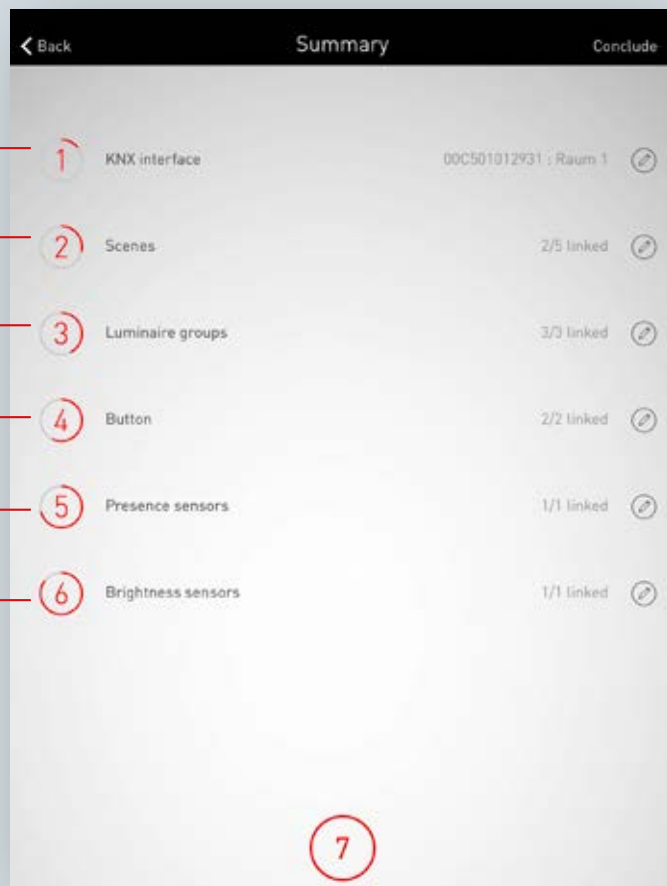 Back Summary Conclude
1 KNX interface 00C501012931 ; Raum 1
2 Scenes 2/5 linked
3 Luminaire groups 3/3 linked
4 Button 2/2 linked
5 Presence sensors 1/1 linked
6 Brightness sensors 1/1 linked
7